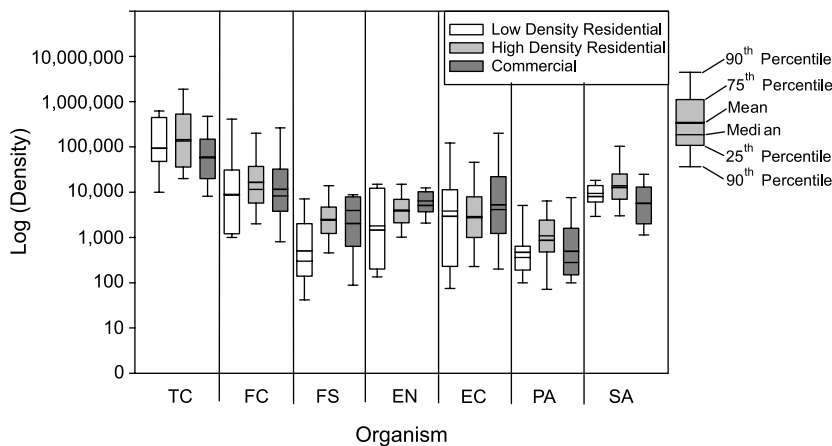 Log (Density)
10,000,000
1,000,000
100,000
10,000
1,000
100
10
0
Low Density Residential
High Density Residential
Commercial
90th Percentile
75th Percentile
Mean
Median
25th Percentile
90th Percentile
TC FC FS EN EC PA SA
Organism